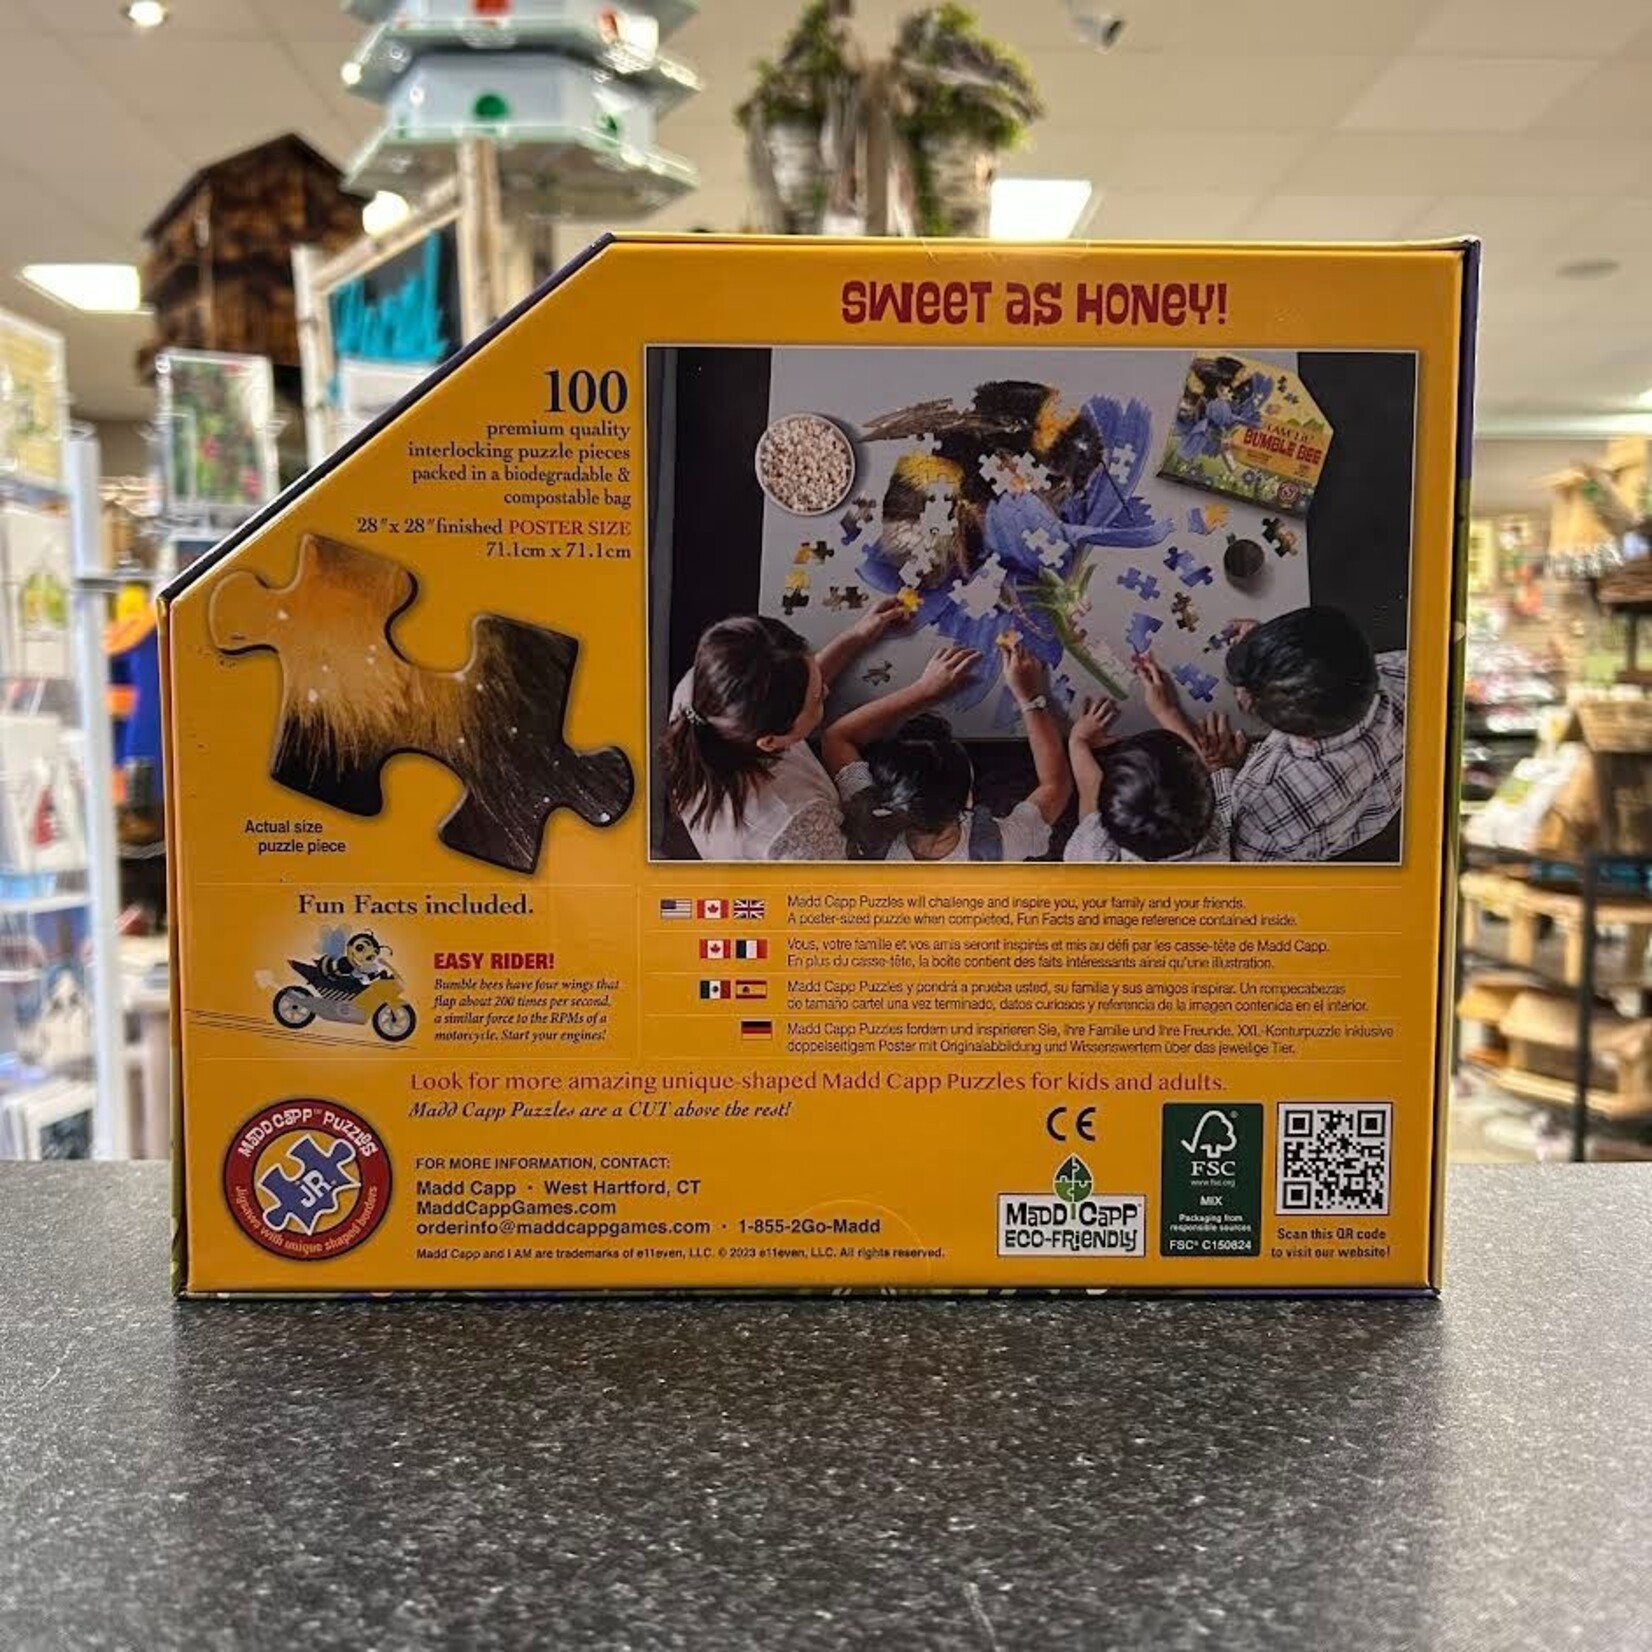 SWEET AS HONEY!
100
premium quality
interlocking puzzle pieces
packed in a biodegradable &
compostable bag
28"x 28"finished POSTER SIZE
71.1cm x 71.1cm
I AM LiL'
BUMBLE BEE
Actual size
puzzle piece
Fun Facts included.
EASY RIDER!
Bumble bees have four wings that
flap about 200 times per second,
a similar force to the RPMs of a
motorcycle. Start your engines!
Madd Capp Puzzles will challenge and inspire you, your family and your friends.
A poster-sized puzzle when completed, Fun Facts and image reference contained inside.
Vous, votre famille et vos amis seront inspirés et mis au défi par les casse-tête de Madd Capp.
En plus du casse-tête, la boîte contient des faits intéressants ainsi qu'une illustration.
Madd Capp Puzzles y pondrá a prueba usted, su familia y sus amigos inspirar. Un rompecabezas
de tamaño cartel una vez terminado, datos curiosos y referencia de la imagen contenida en el interior.
Madd Capp Puzzles fordern und inspirieren Sie, Ihre Familie und Ihre Freunde. XXL-Konturpuzzle inklusive
doppelseitigem Poster mit Originalabbildung und Wissenswertem über das jeweilige Tier.
Look for more amazing unique-shaped Madd Capp Puzzles for kids and adults.
Madd Capp Puzzles are a CUT above the rest!
MADD CAPP™ PUZZLES
JR.
Jigsaws with unique shaped borders
FOR MORE INFORMATION, CONTACT:
Madd Capp • West Hartford, CT
MaddCappGames.com
orderinfo@maddcappgames.com • 1-855-2Go-Madd
Madd Capp and I AM are trademarks of e11even, LLC. © 2023 e11even, LLC. All rights reserved.
CE
MADD CAPP
ECO-FRiENDLY
FSC
www.fsc.org
MIX
Packaging from
responsible sources
FSC® C150824
Scan this QR code
to visit our website!